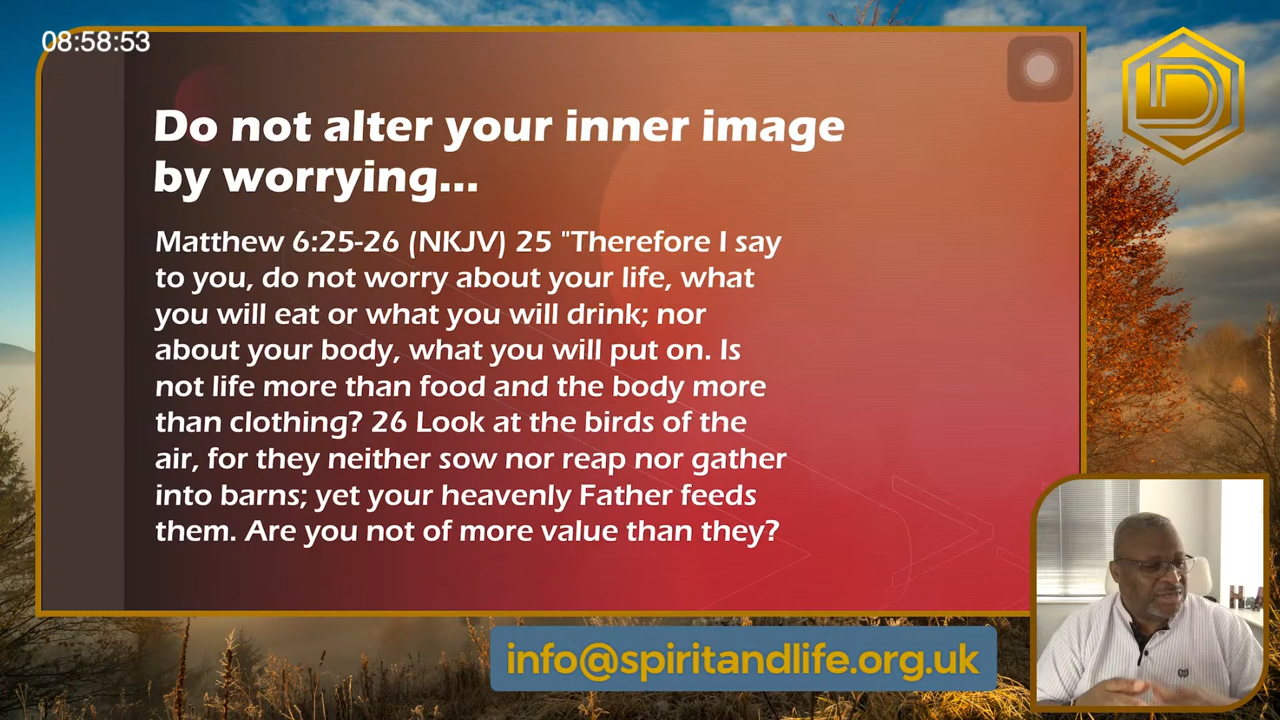 08:58:53
Do not alter your inner image
by worrying...
Matthew 6:25-26 (NKJV) 25 "Therefore I say
to you, do not worry about your life, what
you will eat or what you will drink; nor
about your body, what you will put on. Is
not life more than food and the body more
than clothing? 26 Look at the birds of the
air, for they neither sow nor reap nor gather
into barns; yet your heavenly Father feeds
them. Are you not of more value than they?
info@spiritandlife.org.uk